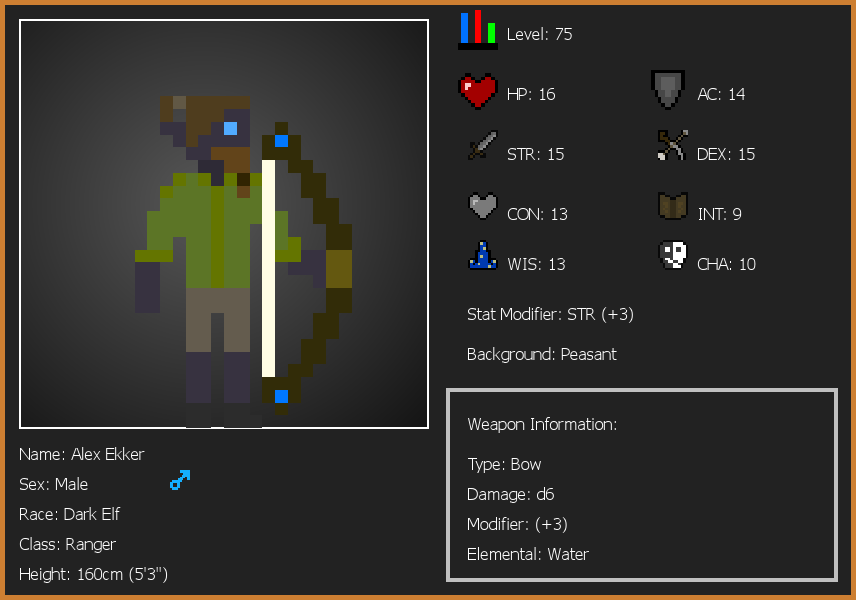 Level: 75
HP: 16
AC: 14
STR: 15
DEX: 15
CON: 13
INT: 9
WIS: 13
CHA: 10
Stat Modifier: STR (+3)
Background: Peasant
Weapon Information:
Type: Bow
Damage: d6
Modifier: (+3)
Elemental: Water
Name: Alex Ekker
Sex: Male
Race: Dark Elf
Class: Ranger
Height: 160cm (5'3")